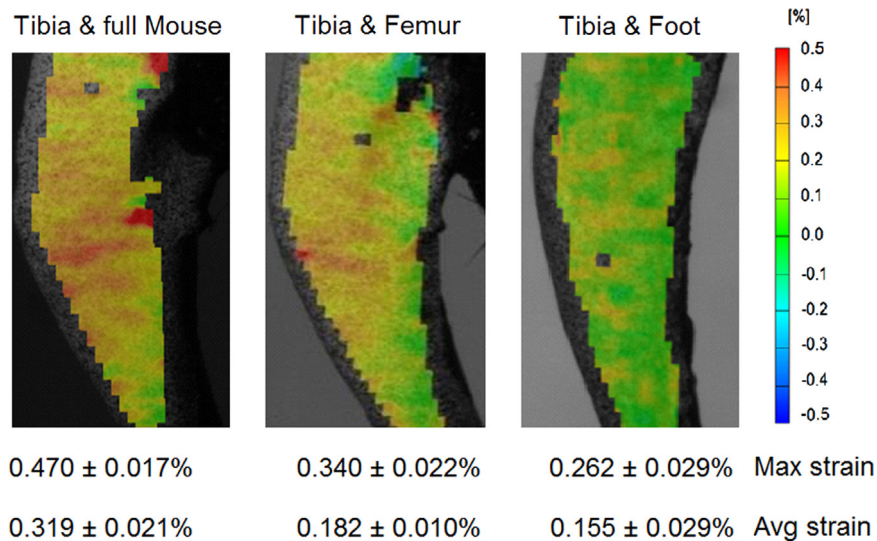 Tibia & full Mouse
Tibia & Femur
Tibia & Foot
[%]
0.5
0.4
0.3
0.2
0.1
0.0
-0.1
-0.2
-0.3
-0.4
-0.5
0.470 ± 0.017% 0.340 ± 0.022% 0.262 ± 0.029% Max strain
0.319 ± 0.021% 0.182 ± 0.010% 0.155 ± 0.029% Avg strain